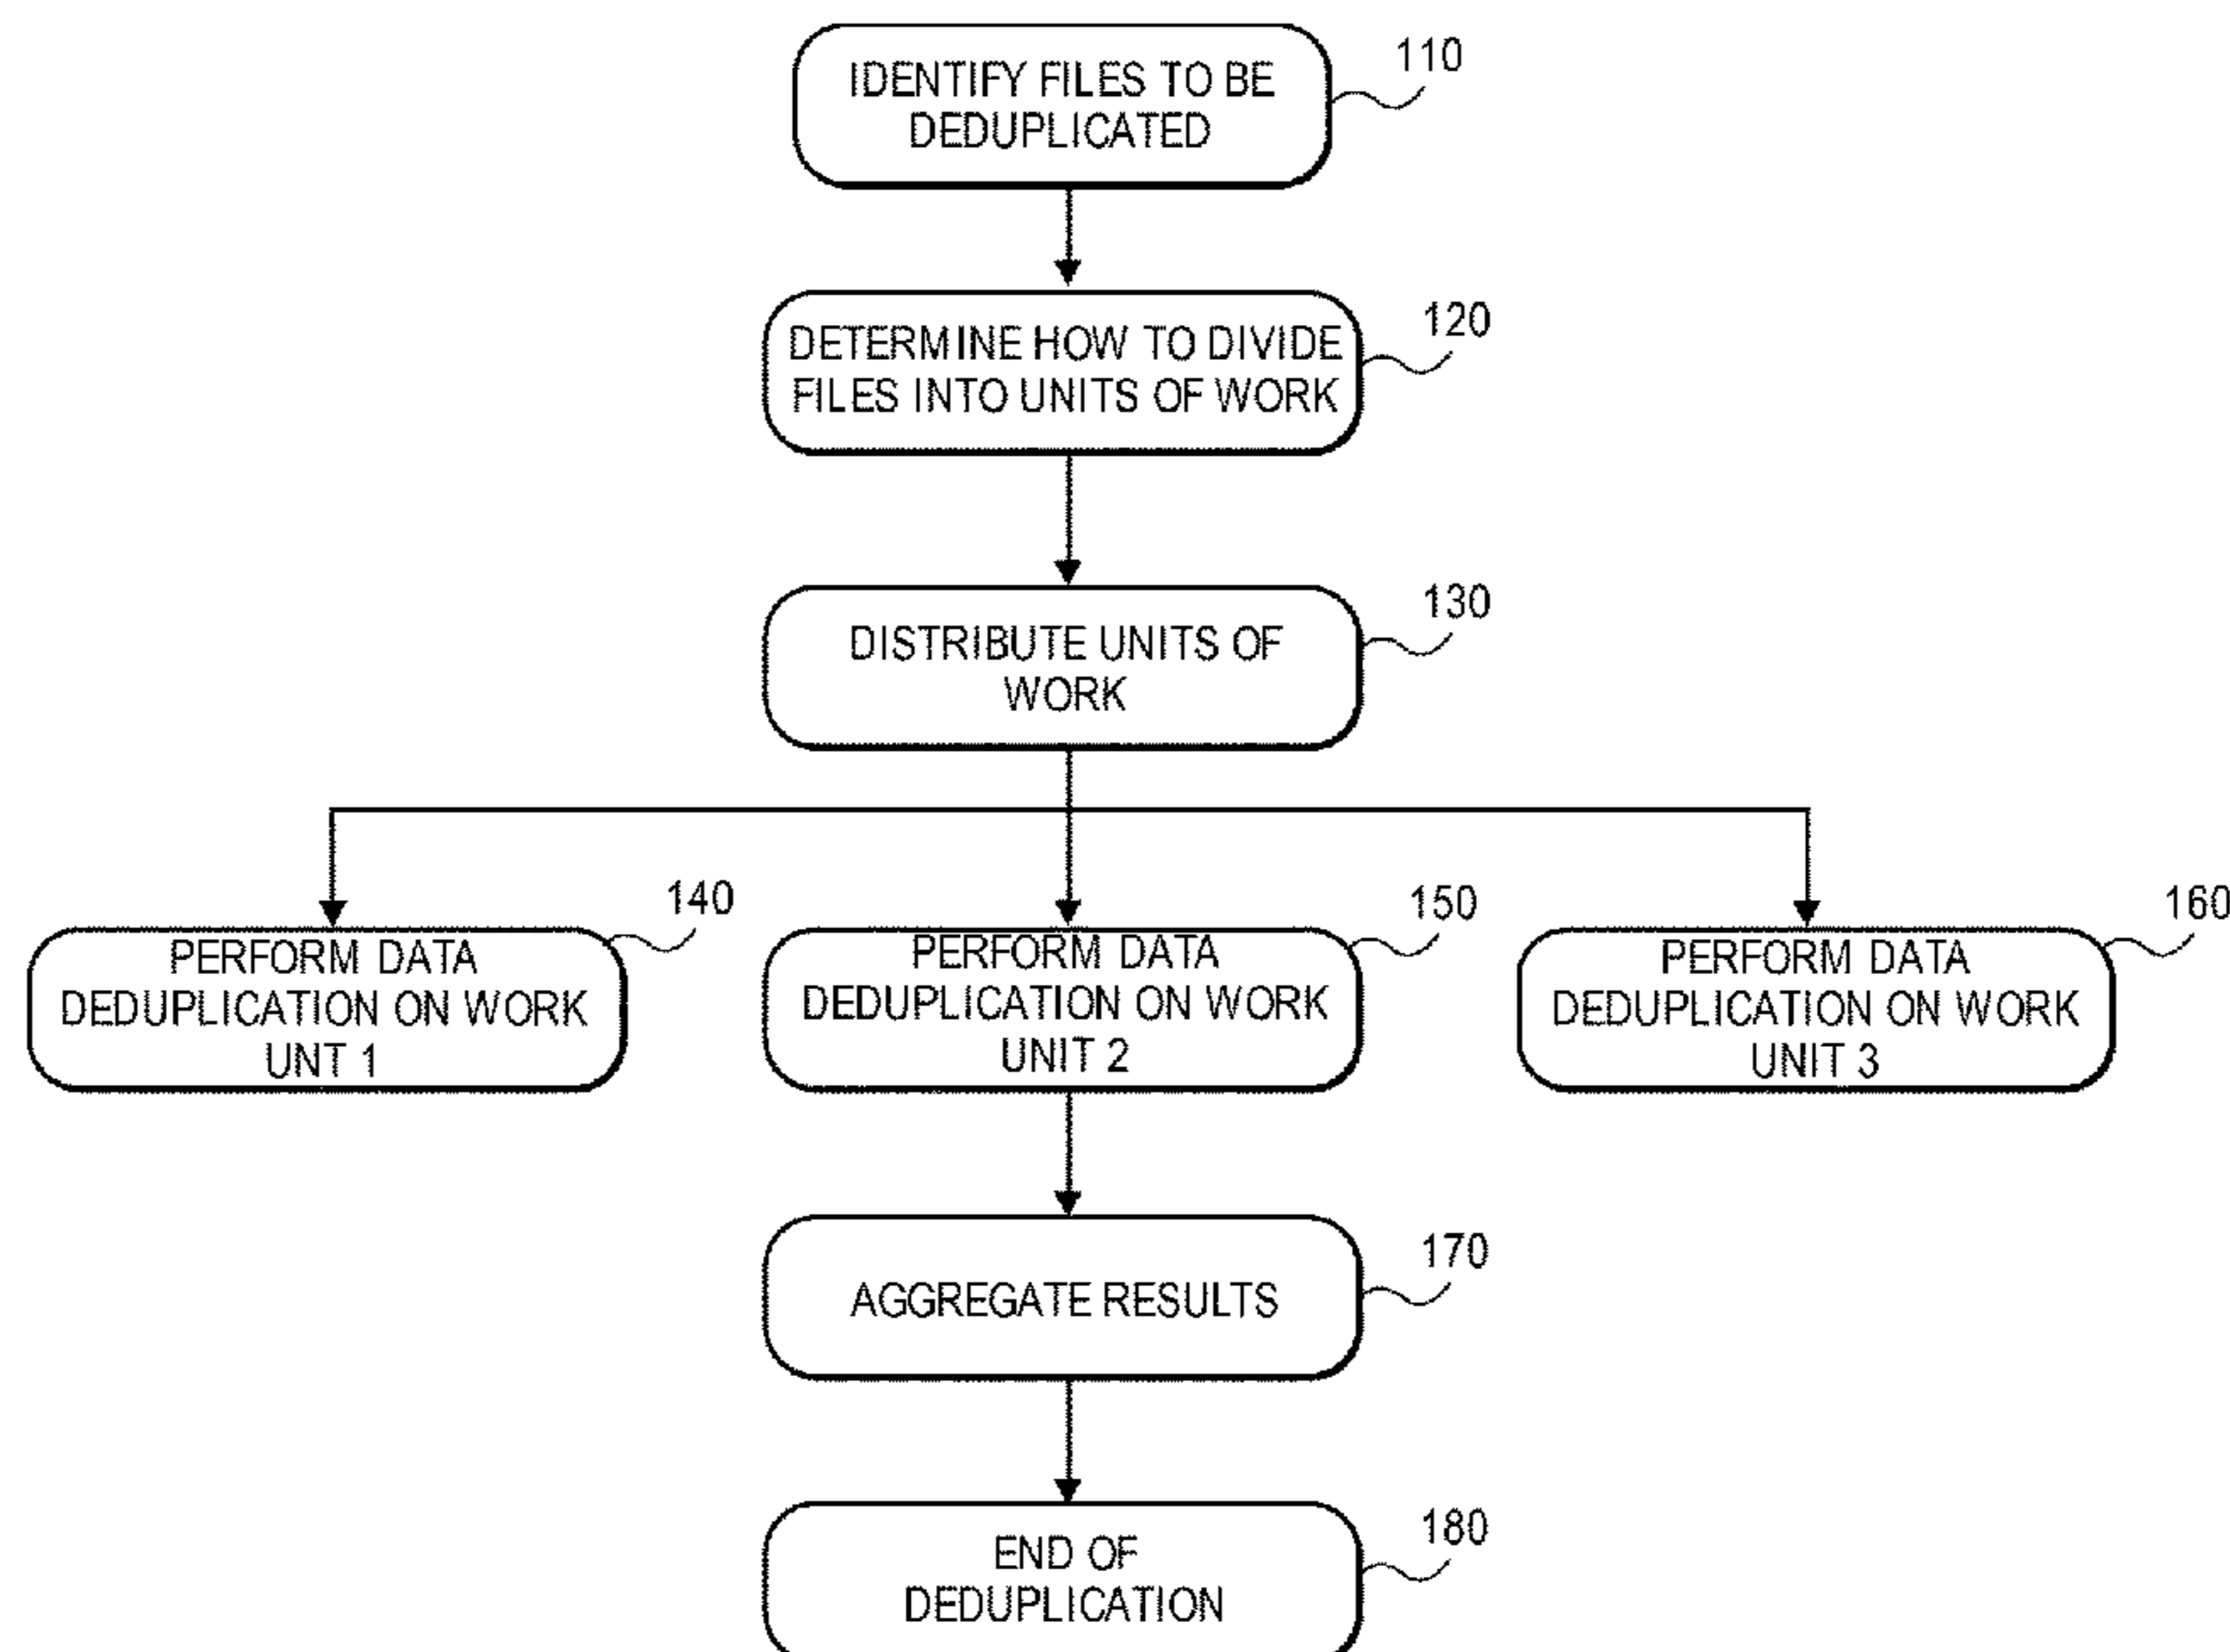 IDENTIFY FILES TO BE
DEDUPLICATED
110
DETERMINE HOW TO DIVIDE
FILES INTO UNITS OF WORK
120
DISTRIBUTE UNITS OF
WORK
130
PERFORM DATA
DEDUPLICATION ON WORK
UNT 1
140
PERFORM DATA
DEDUPLICATION ON WORK
UNIT 2
150
PERFORM DATA
DEDUPLICATION ON WORK
UNIT 3
160
AGGREGATE RESULTS
170
END OF
DEDUPLICATION
180